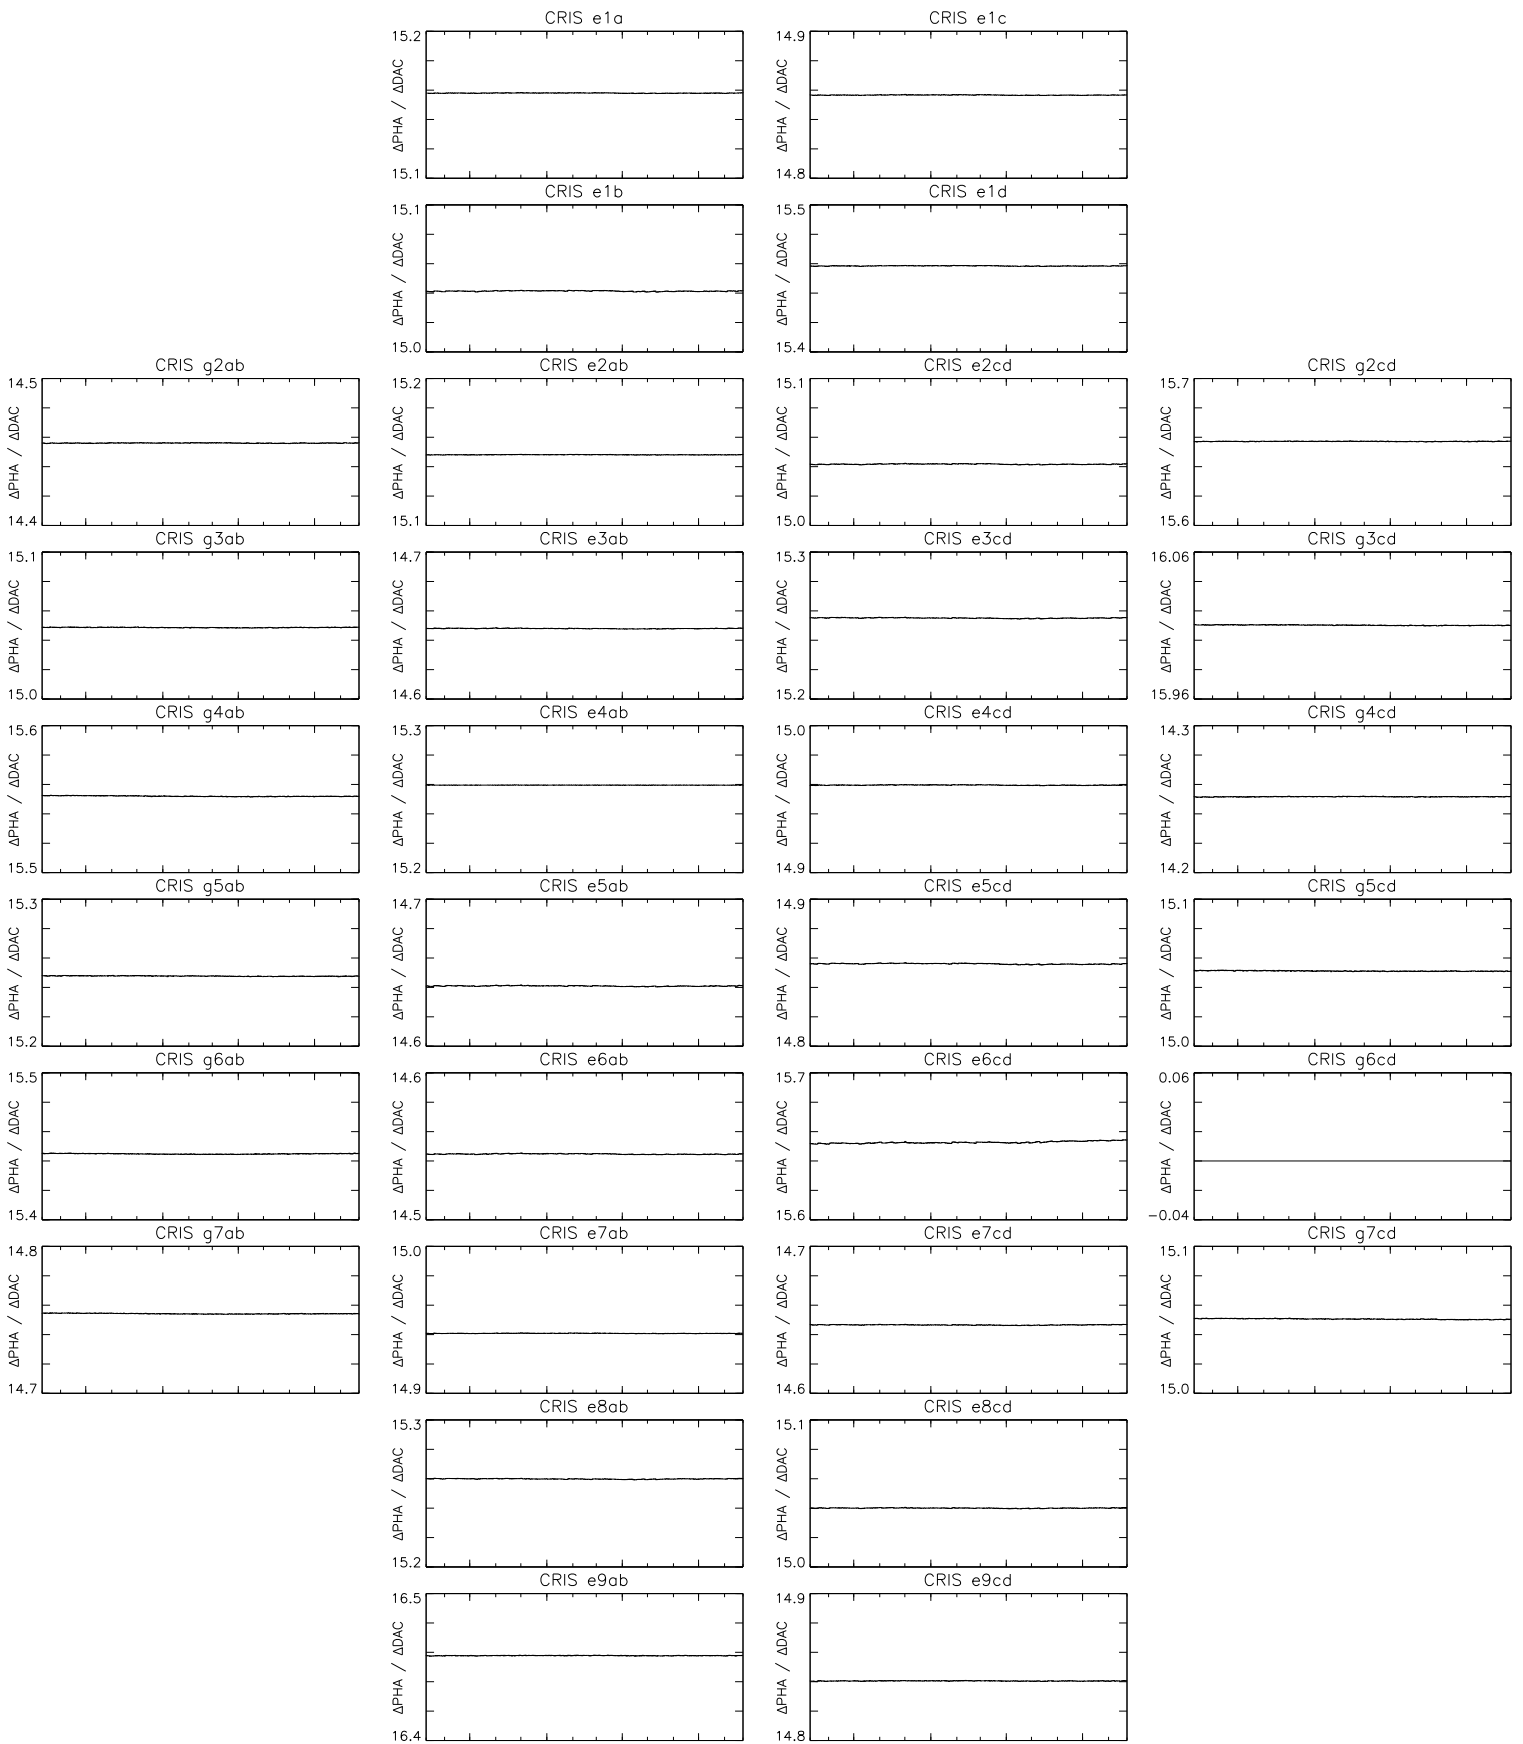 CRIS e1a
15.2
ΔPHA / ΔDAC
15.1
CRIS e1c
14.9
ΔPHA / ΔDAC
14.8
CRIS e1b
15.1
ΔPHA / ΔDAC
15.0
CRIS e1d
15.5
ΔPHA / ΔDAC
15.4
CRIS g2ab
14.5
ΔPHA / ΔDAC
14.4
CRIS e2ab
15.2
ΔPHA / ΔDAC
15.1
CRIS e2cd
15.1
ΔPHA / ΔDAC
15.0
CRIS g2cd
15.7
ΔPHA / ΔDAC
15.6
CRIS g3ab
15.1
ΔPHA / ΔDAC
15.0
CRIS e3ab
14.7
ΔPHA / ΔDAC
14.6
CRIS e3cd
15.3
ΔPHA / ΔDAC
15.2
CRIS g3cd
16.06
ΔPHA / ΔDAC
15.96
CRIS g4ab
15.6
ΔPHA / ΔDAC
15.5
CRIS e4ab
15.3
ΔPHA / ΔDAC
15.2
CRIS e4cd
15.0
ΔPHA / ΔDAC
14.9
CRIS g4cd
14.3
ΔPHA / ΔDAC
14.2
CRIS g5ab
15.3
ΔPHA / ΔDAC
15.2
CRIS e5ab
14.7
ΔPHA / ΔDAC
14.6
CRIS e5cd
14.9
ΔPHA / ΔDAC
14.8
CRIS g5cd
15.1
ΔPHA / ΔDAC
15.0
CRIS g6ab
15.5
ΔPHA / ΔDAC
15.4
CRIS e6ab
14.6
ΔPHA / ΔDAC
14.5
CRIS e6cd
15.7
ΔPHA / ΔDAC
15.6
CRIS g6cd
0.06
ΔPHA / ΔDAC
−0.04
CRIS g7ab
14.8
ΔPHA / ΔDAC
14.7
CRIS e7ab
15.0
ΔPHA / ΔDAC
14.9
CRIS e7cd
14.7
ΔPHA / ΔDAC
14.6
CRIS g7cd
15.1
ΔPHA / ΔDAC
15.0
CRIS e8ab
15.3
ΔPHA / ΔDAC
15.2
CRIS e8cd
15.1
ΔPHA / ΔDAC
15.0
CRIS e9ab
16.5
ΔPHA / ΔDAC
16.4
CRIS e9cd
14.9
ΔPHA / ΔDAC
14.8